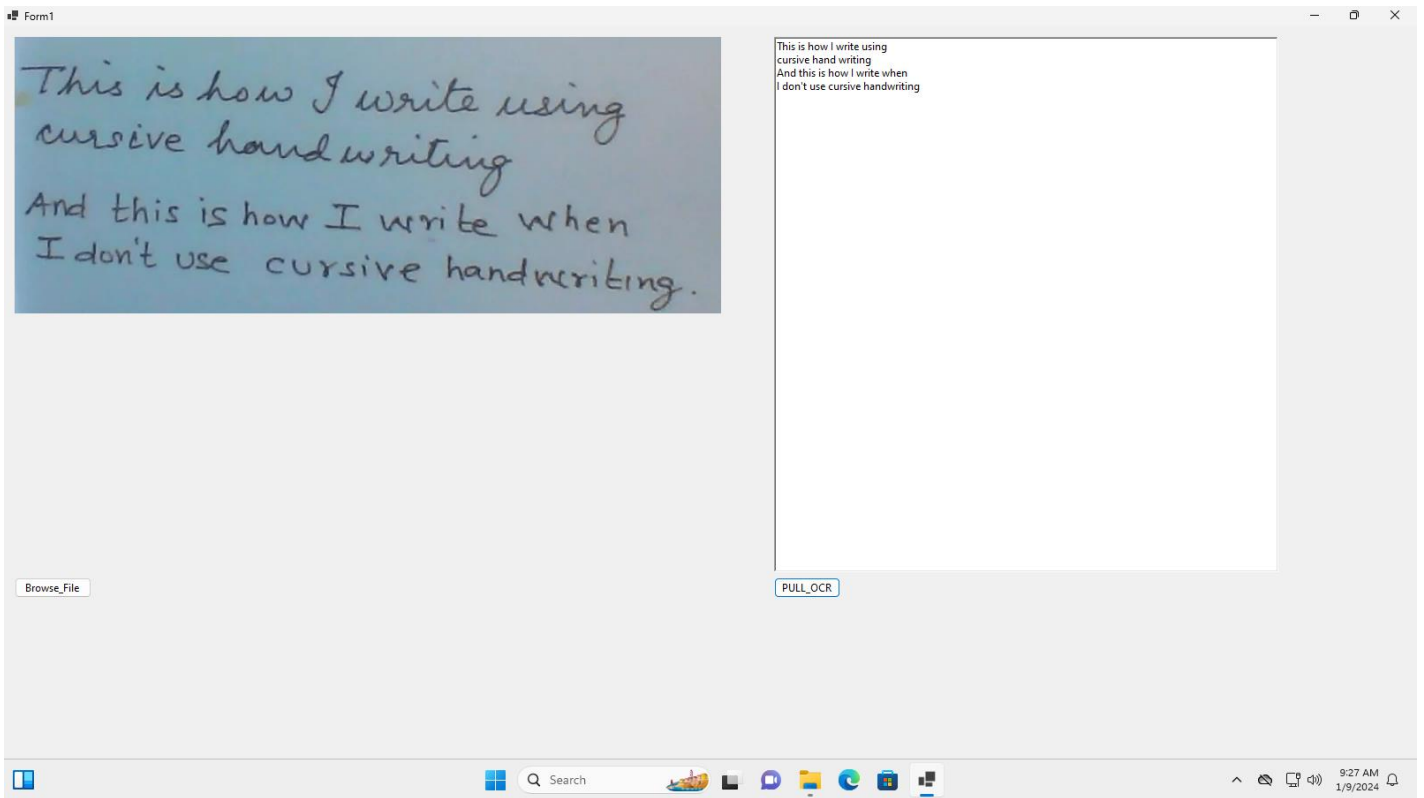 Form1
This is how I write using
cursive handwriting
And this is how I write when
I don't use cursive handwriting.
This is how I write using
cursive hand writing
And this is how I write when
I don't use cursive handwriting
Browse_File
PULL_OCR
Search
9:27 AM
1/9/2024